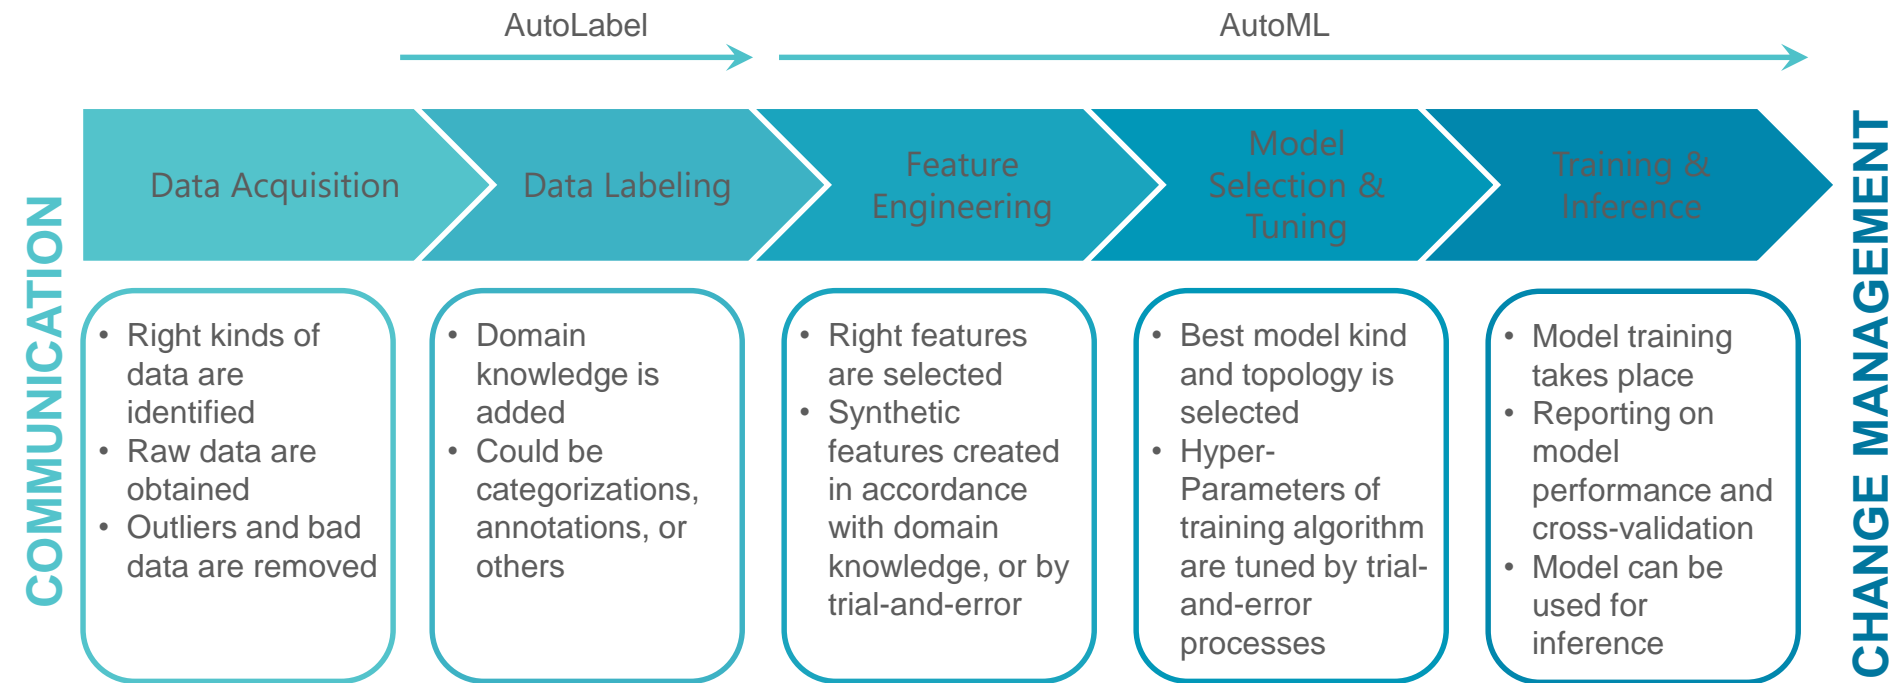 AutoLabel
AutoML
COMMUNICATION
Data Acquisition
Data Labeling
Feature
Engineering
Model
Selection &
Tuning
Training &
Inference
• Right kinds of
data are
identified
• Raw data are
obtained
• Outliers and bad
data are removed
• Domain
knowledge is
added
• Could be
categorizations,
annotations, or
others
• Right features
are selected
• Synthetic
features created
in accordance
with domain
knowledge, or by
trial-and-error
• Best model kind
and topology is
selected
• Hyper-
Parameters of
training algorithm
are tuned by trial-
and-error
processes
• Model training
takes place
• Reporting on
model
performance and
cross-validation
• Model can be
used for
inference
CHANGE MANAGEMENT